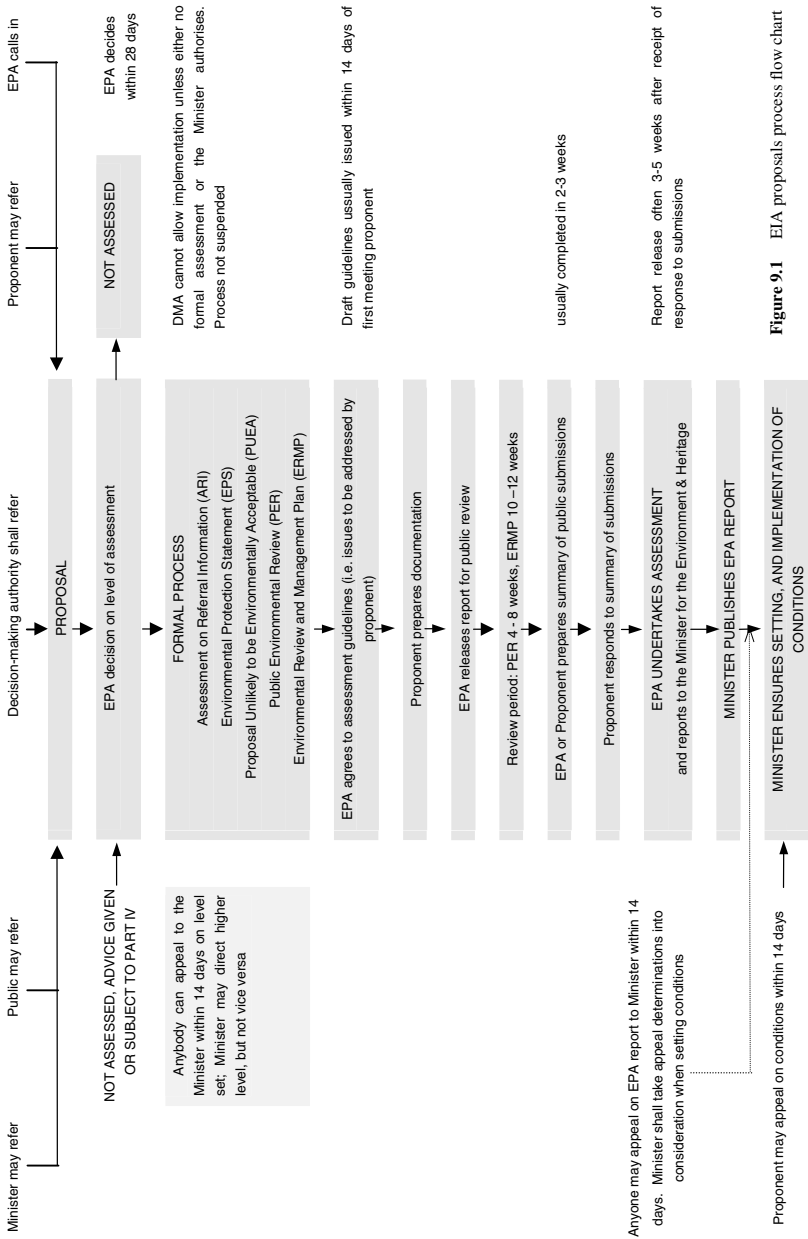 Minister may refer
Public may refer
Decision-making authority shall refer
Proponent may refer
EPA calls in
PROPOSAL
NOT ASSESSED, ADVICE GIVEN
OR SUBJECT TO PART IV
EPA decision on level of assessment
NOT ASSESSED
EPA decides
within 28 days
Anybody can appeal to the
Minister within 14 days on level
set; Minister may direct higher
level, but not vice versa
FORMAL PROCESS
Assessment on Referral Information (ARI)
Environmental Protection Statement (EPS)
Proposal Unlikely to be Environmentally Acceptable (PUEA)
Public Environmental Review (PER)
Environmental Review and Management Plan (ERMP)
DMA cannot allow implementation unless either no
formal assessment or the Minister authorises.
Process not suspended
EPA agrees to assessment guidelines (i.e. issues to be addressed by
proponent)
Draft guidelines ususally issued within 14 days of
first meeting proponent
Proponent prepares documentation
EPA releases report for public review
Review period: PER 4 - 8 weeks, ERMP 10 –12 weeks
EPA or Proponent prepares summary of public submissions
usually completed in 2-3 weeks
Proponent responds to summary of submissions
Anyone may appeal on EPA report to Minister within 14
days. Minister shall take appeal determinations into
consideration when setting conditions
EPA UNDERTAKES ASSESSMENT
and reports to the Minister for the Environment & Heritage
Report release often 3-5 weeks after receipt of
response to submissions
MINISTER PUBLISHES EPA REPORT
Proponent may appeal on conditions within 14 days
MINISTER ENSURES SETTING, AND IMPLEMENTATION OF
CONDITIONS
Figure 9.1 EIA proposals process flow chart